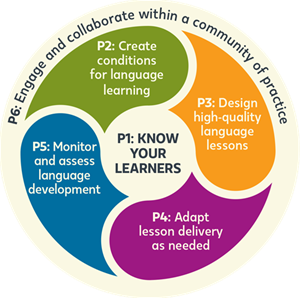 P6: Engage and collaborate within a community of practice
P2: Create
conditions
for language
learning
P3: Design
high-quality
language
lessons
P1: KNOW
YOUR
LEARNERS
P5: Monitor
and assess
language
development
P4: Adapt
lesson delivery
as needed